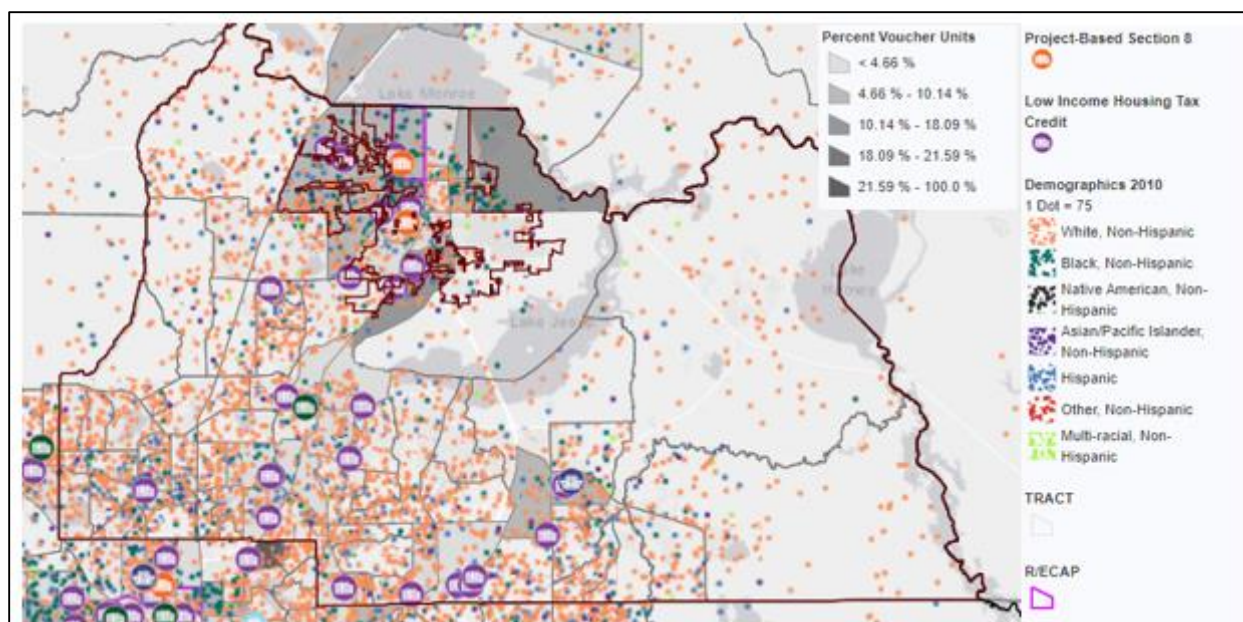 Lake Monroe
Percent Voucher Units
< 4.66 %
4.66 % - 10.14 %
10.14 % - 18.09 %
18.09 % - 21.59 %
21.59 % - 100.0 %
Lake
Lake
Project-Based Section 8
Low Income Housing Tax
Credit
Demographics 2010
1 Dot = 75
White, Non-Hispanic
Black, Non-Hispanic
Native American, Non-
Hispanic
Asian/Pacific Islander,
Non-Hispanic
Hispanic
Other, Non-Hispanic
Multi-racial, Non-
Hispanic
TRACT
R/ECAP